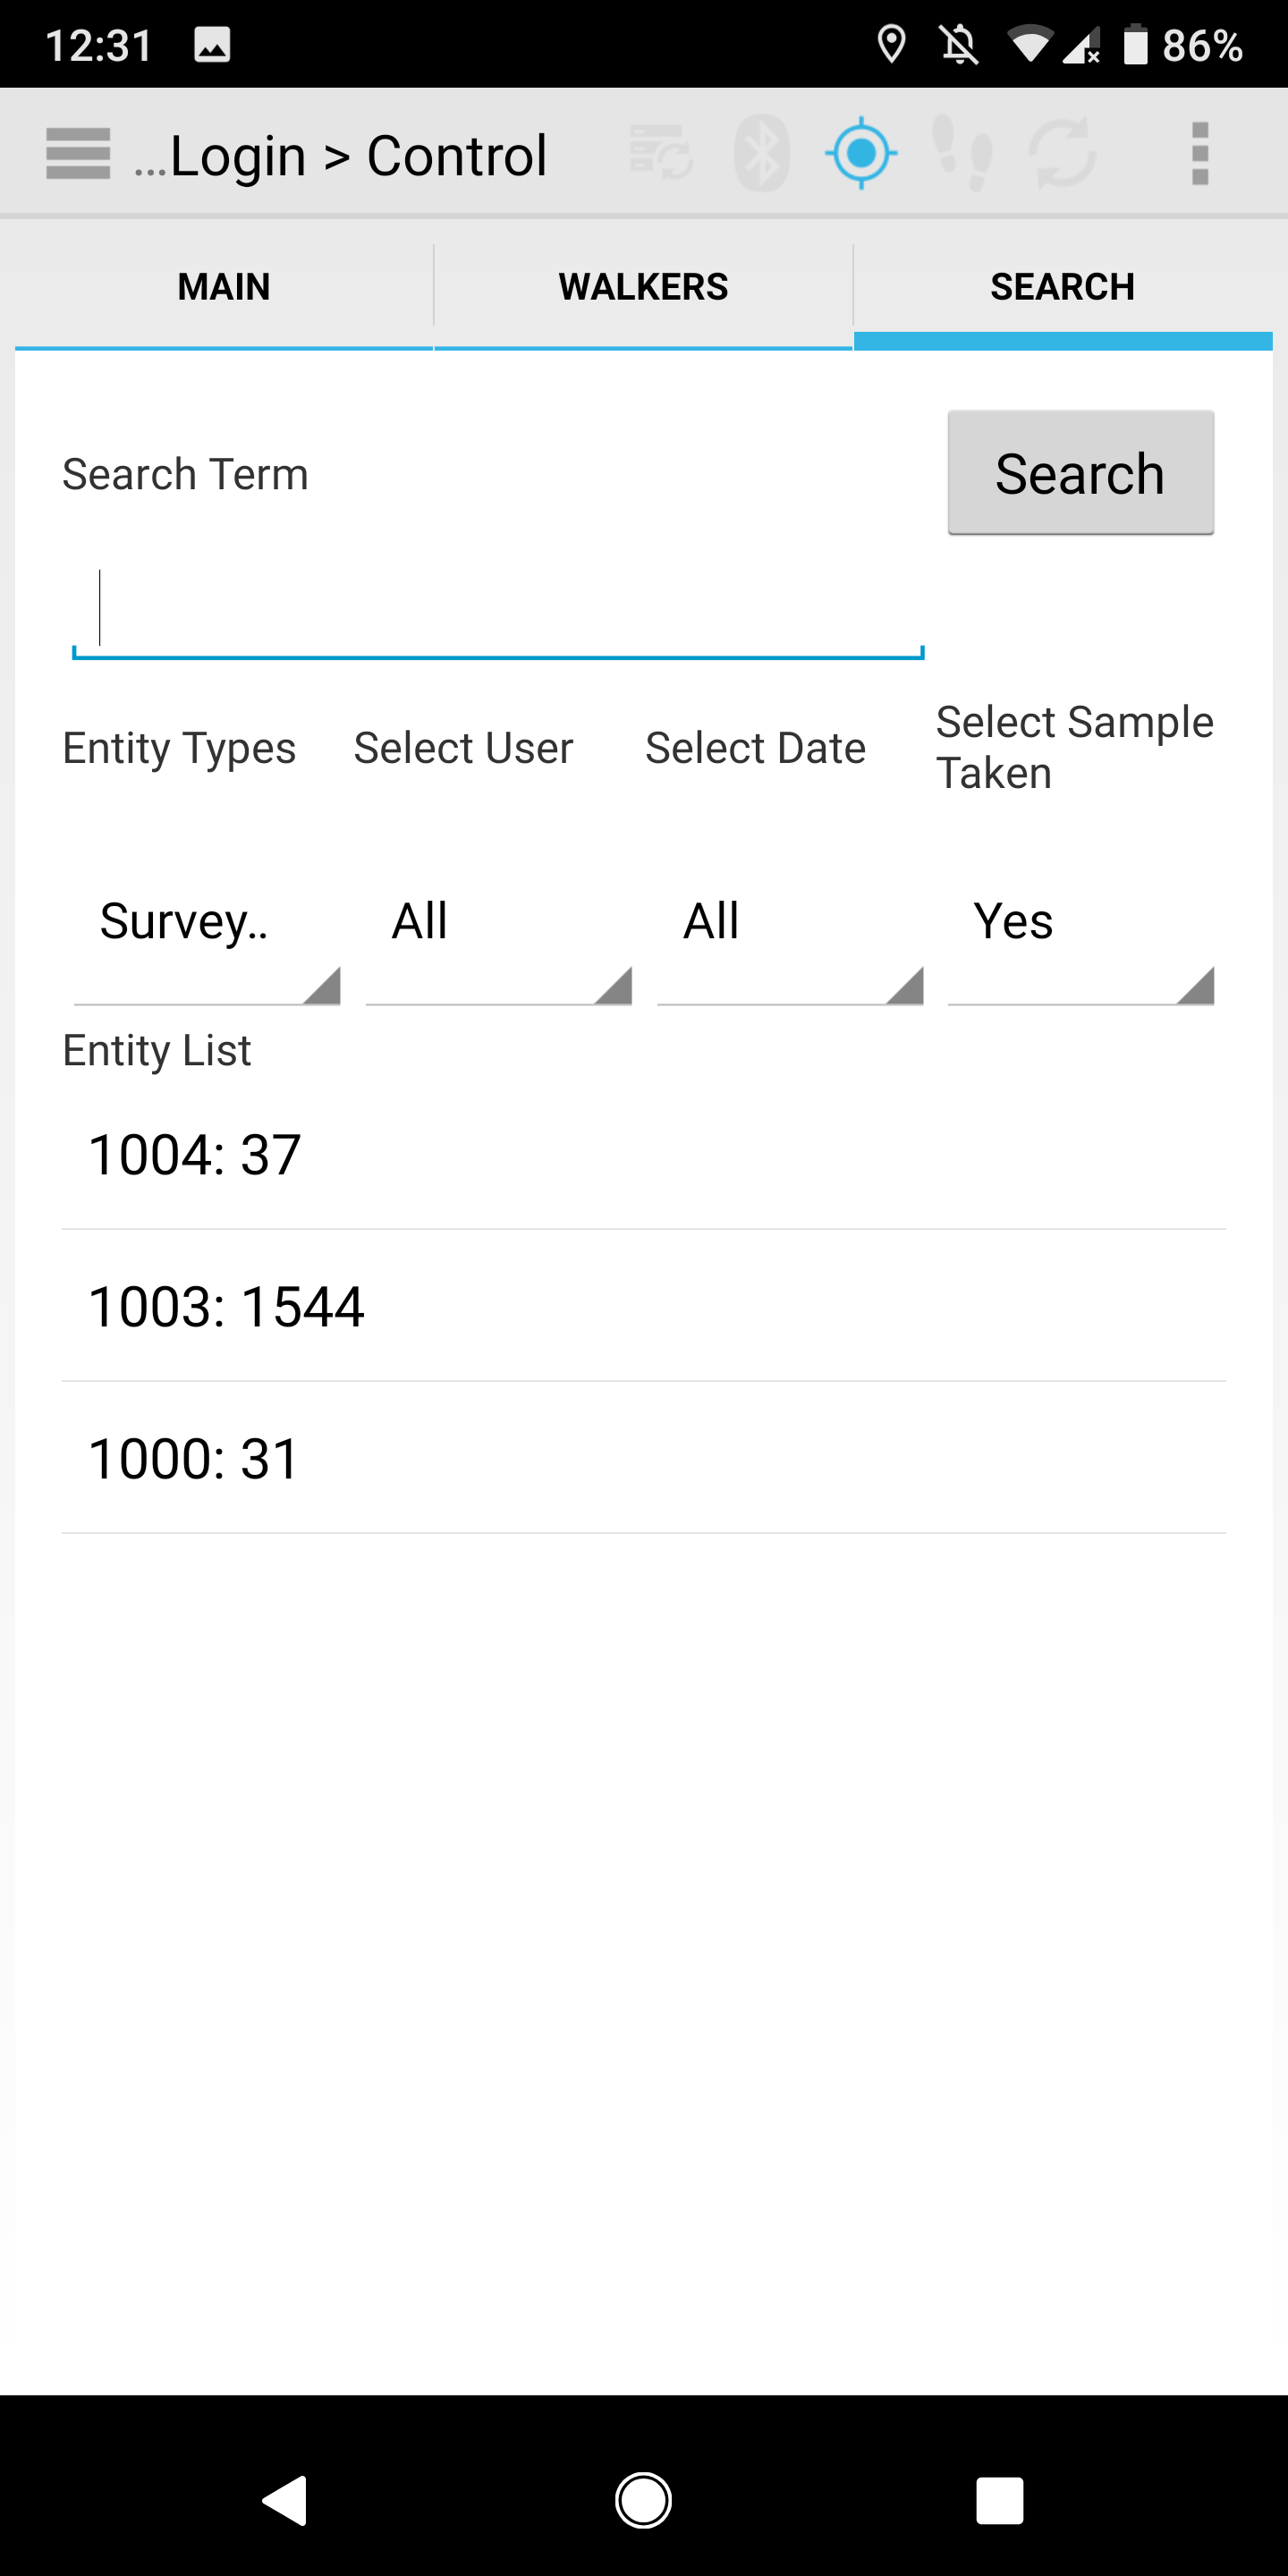 12:31 86%
...Login > Control
MAIN WALKERS SEARCH
Search Term Search
Entity Types Select User Select Date Select Sample Taken
Survey.. All All Yes
Entity List
1004: 37
1003: 1544
1000: 31